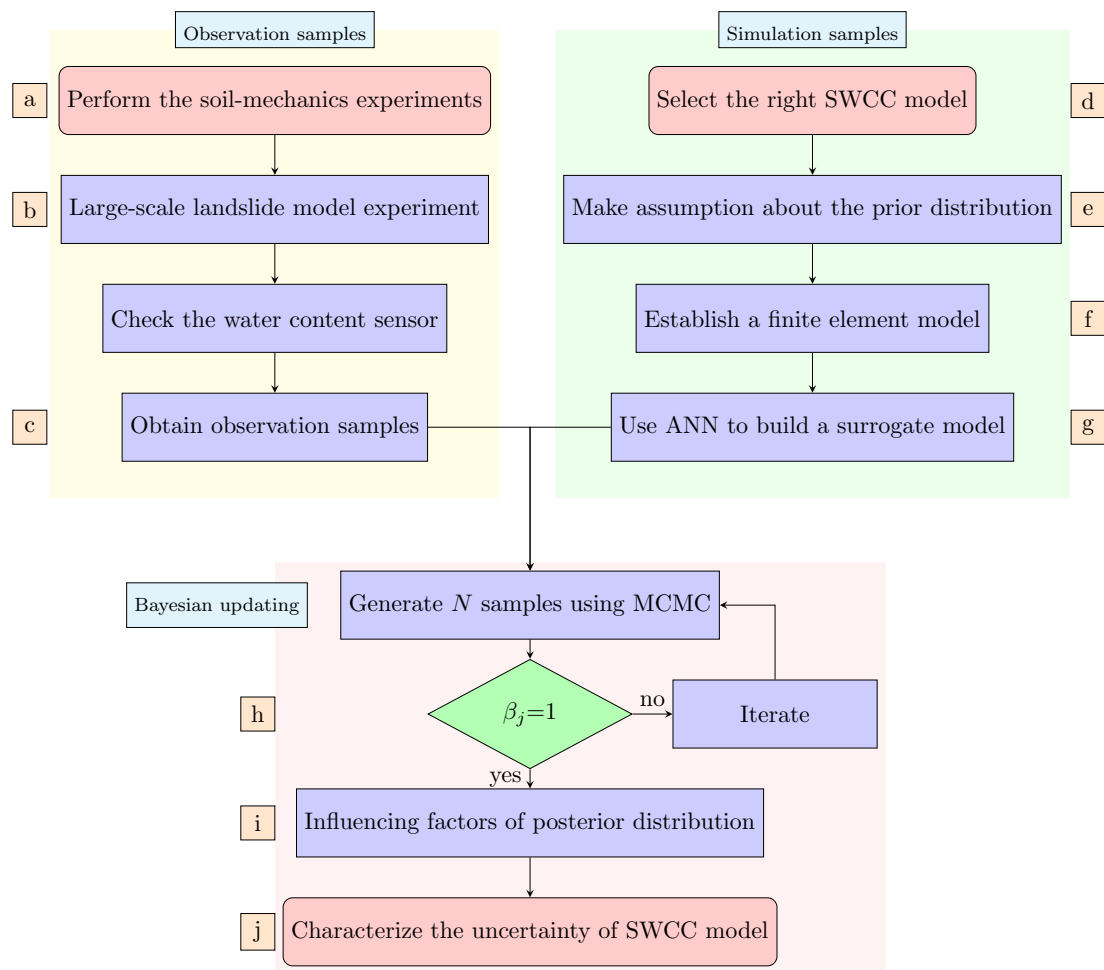 Observation samples
a
Perform the soil-mechanics experiments
b
Large-scale landslide model experiment
Check the water content sensor
c
Obtain observation samples
Simulation samples
Select the right SWCC model
d
Make assumption about the prior distribution
e
Establish a finite element model
f
Use ANN to build a surrogate model
g
Bayesian updating
Generate N samples using MCMC
h
βⱼ=1
no
Iterate
yes
i
Influencing factors of posterior distribution
j
Characterize the uncertainty of SWCC model